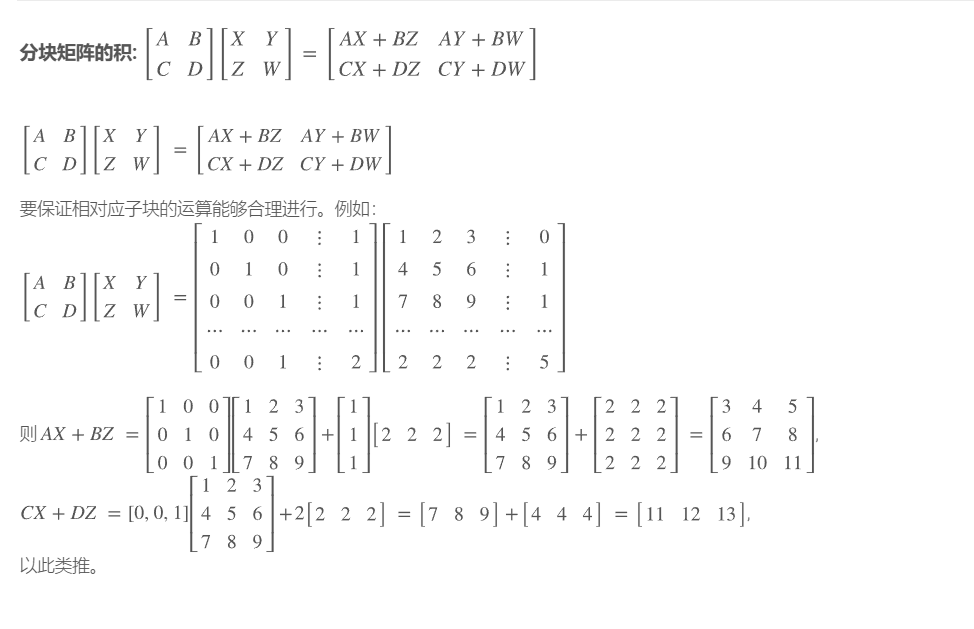 分块矩阵的积: $\begin{bmatrix} A & B \\ C & D \end{bmatrix}\begin{bmatrix} X & Y \\ Z & W \end{bmatrix} = \begin{bmatrix} AX+BZ & AY+BW \\ CX+DZ & CY+DW \end{bmatrix}$
$\begin{bmatrix} A & B \\ C & D \end{bmatrix}\begin{bmatrix} X & Y \\ Z & W \end{bmatrix} = \begin{bmatrix} AX+BZ & AY+BW \\ CX+DZ & CY+DW \end{bmatrix}$
要保证相对应子块的运算能够合理进行。例如:
$\begin{bmatrix} A & B \\ C & D \end{bmatrix}\begin{bmatrix} X & Y \\ Z & W \end{bmatrix} = \begin{bmatrix} 1 & 0 & 0 & \vdots & 1 \\ 0 & 1 & 0 & \vdots & 1 \\ 0 & 0 & 1 & \vdots & 1 \\ \cdots & \cdots & \cdots & \cdots & \cdots \\ 0 & 0 & 1 & \vdots & 2 \end{bmatrix}\begin{bmatrix} 1 & 2 & 3 & \vdots & 0 \\ 4 & 5 & 6 & \vdots & 1 \\ 7 & 8 & 9 & \vdots & 1 \\ \cdots & \cdots & \cdots & \cdots & \cdots \\ 2 & 2 & 2 & \vdots & 5 \end{bmatrix}$
则 $AX+BZ = \begin{bmatrix} 1 & 0 & 0 \\ 0 & 1 & 0 \\ 0 & 0 & 1 \end{bmatrix}\begin{bmatrix} 1 & 2 & 3 \\ 4 & 5 & 6 \\ 7 & 8 & 9 \end{bmatrix} + \begin{bmatrix} 1 \\ 1 \\ 1 \end{bmatrix}\begin{bmatrix} 2 & 2 & 2 \end{bmatrix} = \begin{bmatrix} 1 & 2 & 3 \\ 4 & 5 & 6 \\ 7 & 8 & 9 \end{bmatrix} + \begin{bmatrix} 2 & 2 & 2 \\ 2 & 2 & 2 \\ 2 & 2 & 2 \end{bmatrix} = \begin{bmatrix} 3 & 4 & 5 \\ 6 & 7 & 8 \\ 9 & 10 & 11 \end{bmatrix}$,
$CX+DZ = [0,0,1]\begin{bmatrix} 1 & 2 & 3 \\ 4 & 5 & 6 \\ 7 & 8 & 9 \end{bmatrix} + 2\begin{bmatrix} 2 & 2 & 2 \end{bmatrix} = \begin{bmatrix} 7 & 8 & 9 \end{bmatrix} + \begin{bmatrix} 4 & 4 & 4 \end{bmatrix} = \begin{bmatrix} 11 & 12 & 13 \end{bmatrix}$,
以此类推。